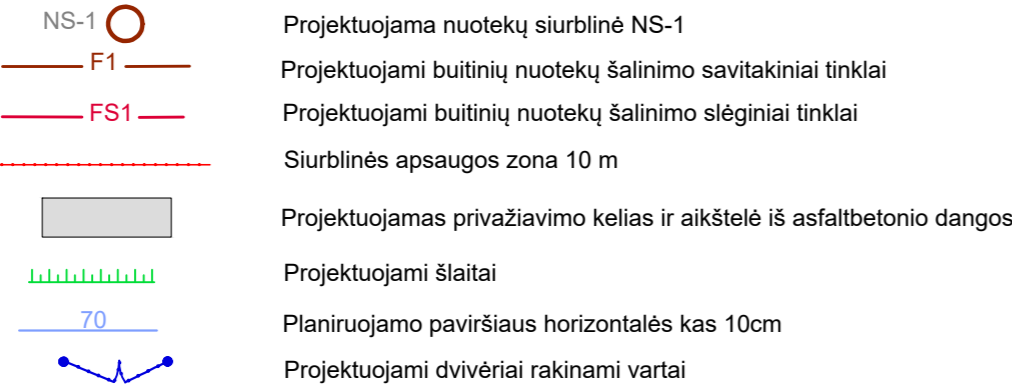 NS-1 Projektuojama nuotekų siurblinė NS-1
F1 Projektuojami buitinių nuotekų šalinimo savitakiniai tinklai
FS1 Projektuojami buitinių nuotekų šalinimo slėginiai tinklai
Siurblinės apsaugos zona 10 m
Projektuojamas privažiavimo kelias ir aikštelė iš asfaltbetonio dangos
Projektuojami šlaitai
70 Planiruojamo paviršiaus horizontalės kas 10cm
Projektuojami dvivėriai rakinami vartai